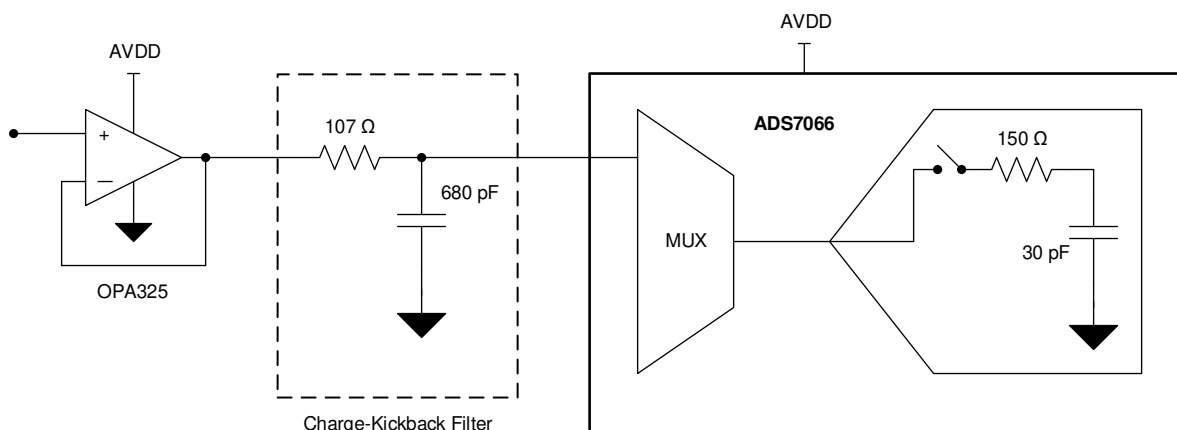 AVDD
AVDD
107 Ω
ADS7066
150 Ω
+
680 pF
−
MUX
30 pF
OPA325
Charge-Kickback Filter